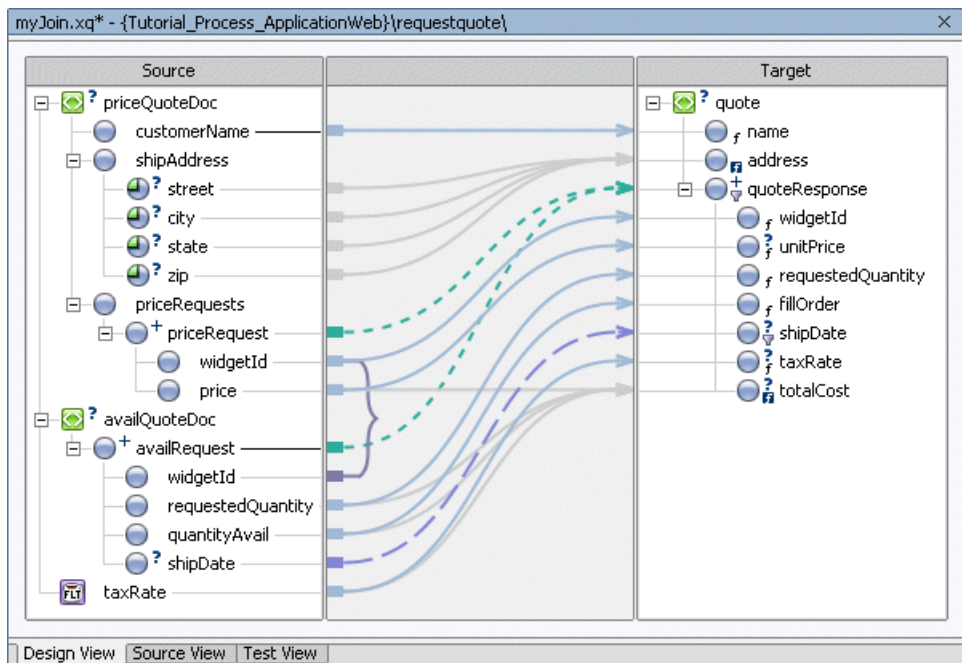 myJoin.xq* - {Tutorial_Process_ApplicationWeb}\requestquote\
Source
Target
priceQuoteDoc
customerName
shipAddress
street
city
state
zip
priceRequests
priceRequest
widgetId
price
availQuoteDoc
availRequest
widgetId
requestedQuantity
quantityAvail
shipDate
FLT taxRate
quote
name
address
quoteResponse
widgetId
unitPrice
requestedQuantity
fillOrder
shipDate
taxRate
totalCost
Design View Source View Test View